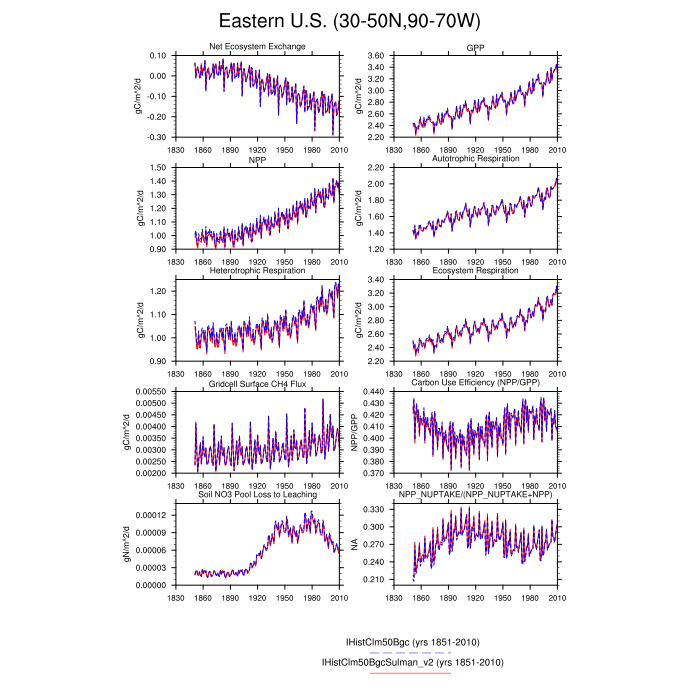 Eastern U.S. (30-50N,90-70W)
Net Ecosystem Exchange
gC/m^2/d
0.10
0.00
-0.10
-0.20
-0.30
1830 1860 1890 1920 1950 1980 2010
GPP
gC/m^2/d
3.60
3.40
3.20
3.00
2.80
2.60
2.40
2.20
1830 1860 1890 1920 1950 1980 2010
NPP
gC/m^2/d
1.50
1.40
1.30
1.20
1.10
1.00
0.90
1830 1860 1890 1920 1950 1980 2010
Autotrophic Respiration
gC/m^2/d
2.20
2.00
1.80
1.60
1.40
1.20
1830 1860 1890 1920 1950 1980 2010
Heterotrophic Respiration
gC/m^2/d
1.20
1.10
1.00
0.90
1830 1860 1890 1920 1950 1980 2010
Ecosystem Respiration
gC/m^2/d
3.40
3.20
3.00
2.80
2.60
2.40
2.20
1830 1860 1890 1920 1950 1980 2010
Gridcell Surface CH4 Flux
gC/m^2/d
0.00550
0.00500
0.00450
0.00400
0.00350
0.00300
0.00250
0.00200
1830 1860 1890 1920 1950 1980 2010
Carbon Use Efficiency (NPP/GPP)
NPP/GPP
0.440
0.430
0.420
0.410
0.400
0.390
0.380
0.370
1830 1860 1890 1920 1950 1980 2010
Soil NO3 Pool Loss to Leaching
gN/m^2/d
0.00012
0.00009
0.00006
0.00003
0.00000
1830 1860 1890 1920 1950 1980 2010
NPP_NUPTAKE/(NPP_NUPTAKE+NPP)
NA
0.330
0.300
0.270
0.240
0.210
1830 1860 1890 1920 1950 1980 2010
IHistClm50Bgc (yrs 1851-2010)
IHistClm50BgcSulman_v2 (yrs 1851-2010)